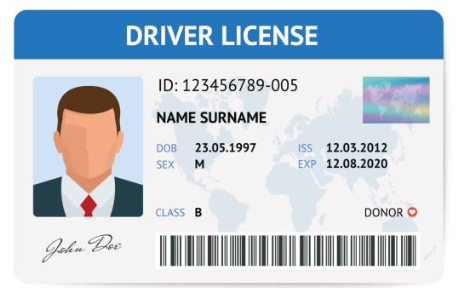 DRIVER LICENSE
ID: 123456789-005
NAME SURNAME
DOB 23.05.1997 ISS 12.03.2012
SEX M EXP 12.08.2020
CLASS B DONOR
John Doe